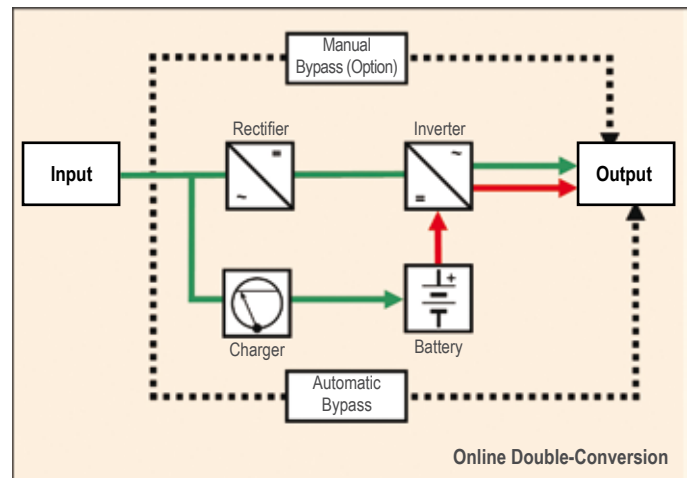 Manual
Bypass (Option)
Rectifier
Inverter
=
~
~
=
Input
Output
+
Charger
Battery
Automatic
Bypass
Online Double-Conversion